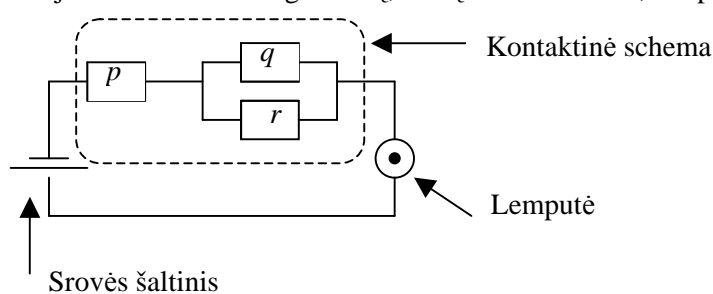 Kontaktinė schema
p
q
r
Lemputė
Srovės šaltinis